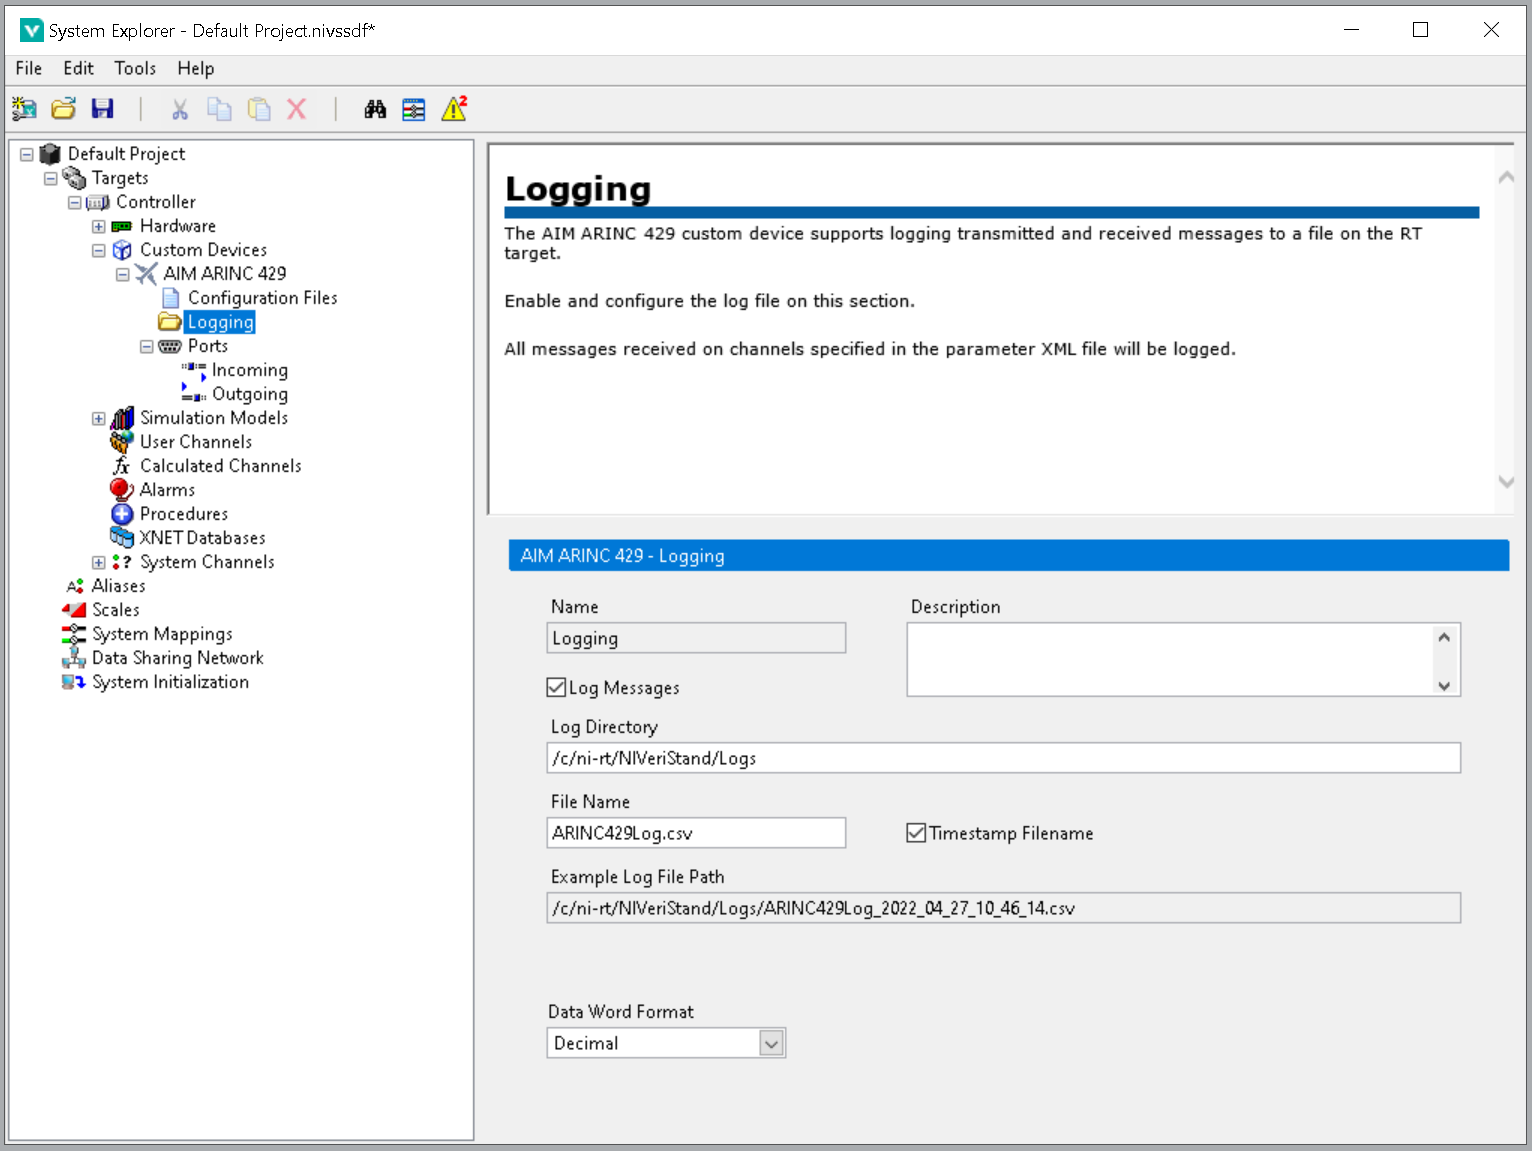 System Explorer - Default Project.nivssdf*
File Edit Tools Help
2
Default Project
Targets
Controller
Hardware
Custom Devices
AIM ARINC 429
Configuration Files
Logging
Ports
Incoming
Outgoing
Simulation Models
User Channels
fx Calculated Channels
Alarms
Procedures
XNET Databases
? System Channels
A Aliases
Scales
System Mappings
Data Sharing Network
System Initialization
Logging
The AIM ARINC 429 custom device supports logging transmitted and received messages to a file on the RT
target.
Enable and configure the log file on this section.
All messages received on channels specified in the parameter XML file will be logged.
AIM ARINC 429 - Logging
Name
Description
Logging
Log Messages
Log Directory
/c/ni-rt/NIVeriStand/Logs
File Name
ARINC429Log.csv
Timestamp Filename
Example Log File Path
/c/ni-rt/NIVeriStand/Logs/ARINC429Log_2022_04_27_10_46_14.csv
Data Word Format
Decimal